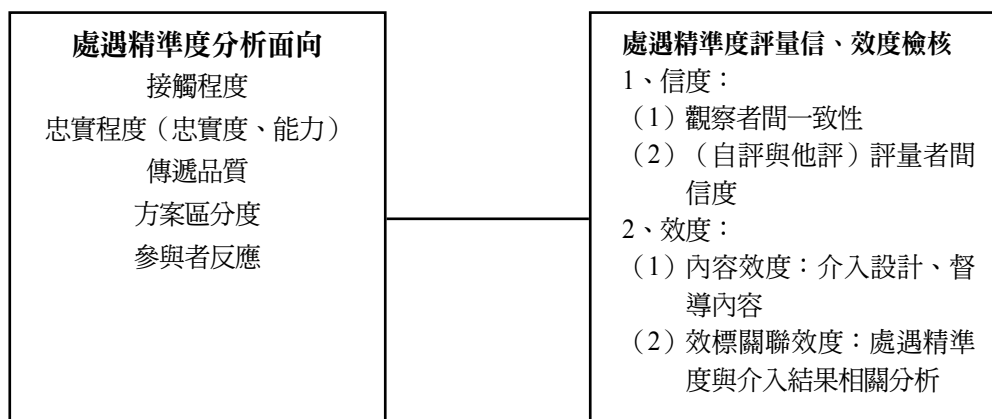 處遇精準度分析面向
接觸程度
忠實程度（忠實度、能力）
傳遞品質
方案區分度
參與者反應
處遇精準度評量信、效度檢核
1、信度：
（1）觀察者間一致性
（2）（自評與他評）評量者間
信度
2、效度：
（1）內容效度：介入設計、督
導內容
（2）效標關聯效度：處遇精準
度與介入結果相關分析